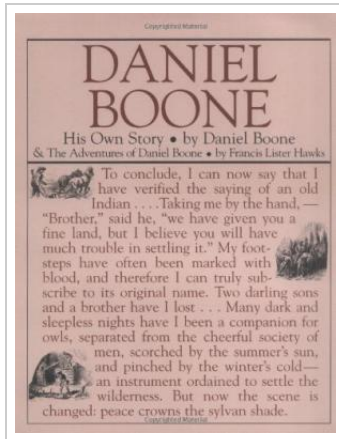 Copyrighted Material
DANIEL
BOONE
His Own Story • by Daniel Boone
& The Adventures of Daniel Boone • by Francis Lister Hawks
To conclude, I can now say that I
have verified the saying of an old
Indian . . . . Taking me by the hand, —
“Brother,” said he, “we have given you a
fine land, but I believe you will have
much trouble in settling it.” My foot-
steps have often been marked with
blood, and therefore I can truly sub-
scribe to its original name. Two darling sons
and a brother have I lost . . . Many dark and
sleepless nights have I been a companion for
owls, separated from the cheerful society of
men, scorched by the summer’s sun,
and pinched by the winter’s cold—
an instrument ordained to settle the
wilderness. But now the scene is
changed: peace crowns the sylvan shade.
Copyrighted Material